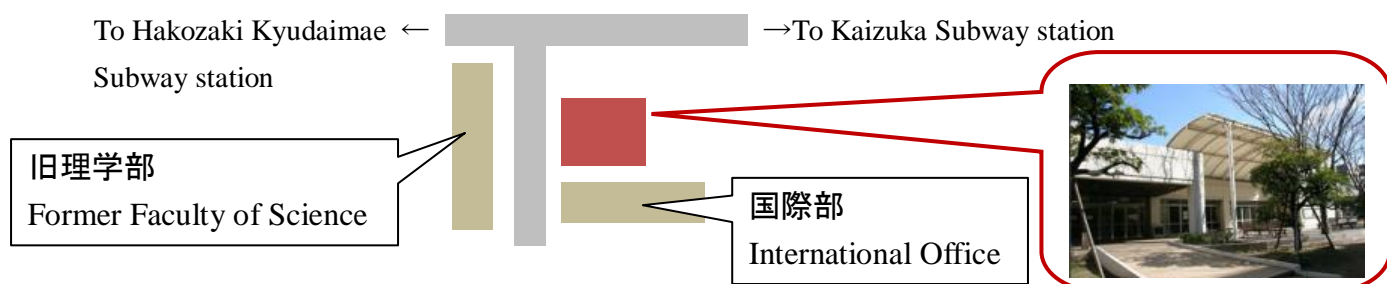 To Hakozaki Kyudaimae ←
Subway station
→To Kaizuka Subway station
旧理学部
Former Faculty of Science
国際部
International Office